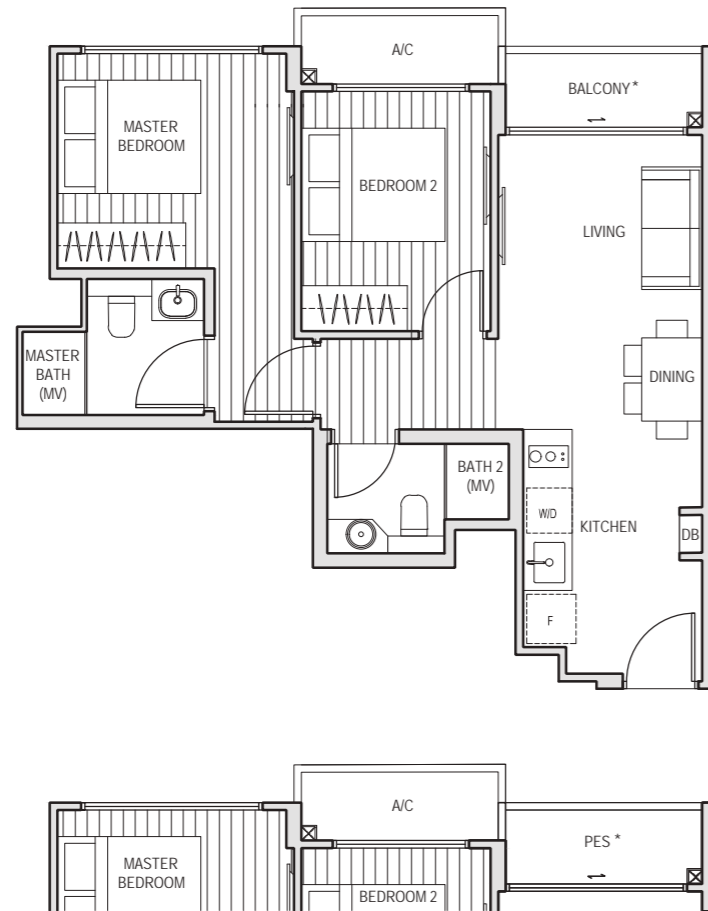 A/C
BALCONY*
MASTER
BEDROOM
BEDROOM 2
LIVING
MASTER
BATH
(MV)
DINING
BATH 2
(MV)
W/D
KITCHEN
DB
F
A/C
PES *
MASTER
BEDROOM
BEDROOM 2